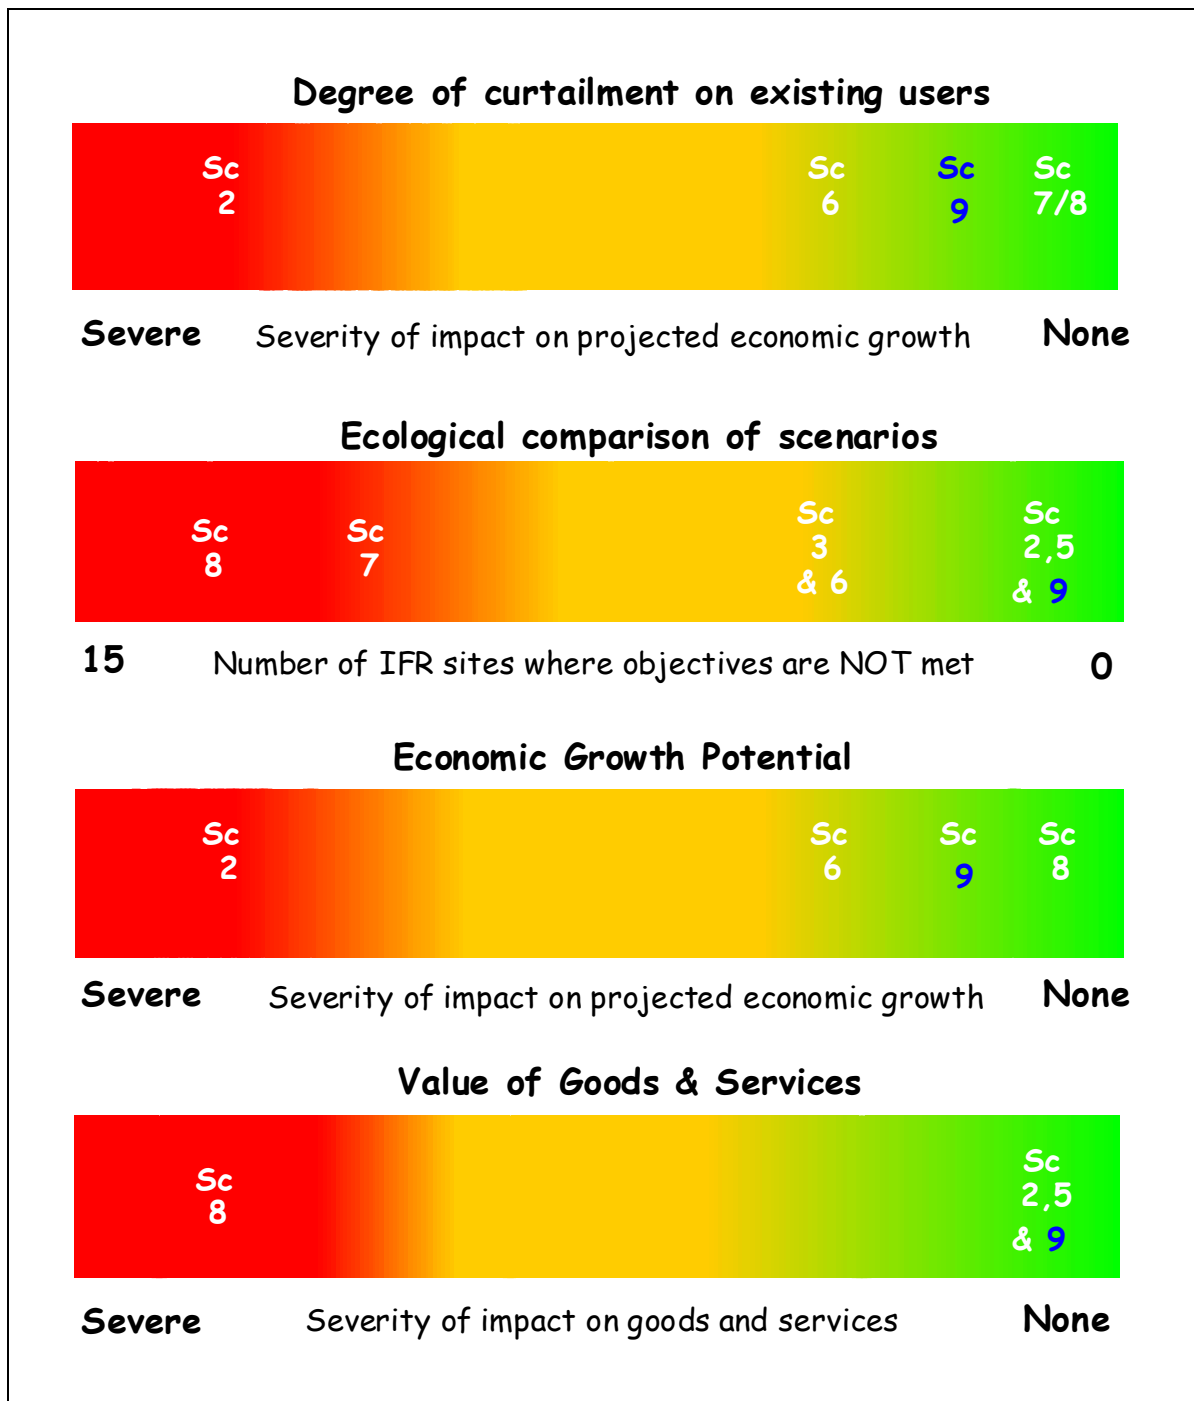 Degree of curtailment on existing users
Sc Sc Sc Sc
2 6 9 7/8
Severe Severity of impact on projected economic growth None
Ecological comparison of scenarios
Sc Sc Sc Sc
8 7 3 2,5
& 6 & 9
15 Number of IFR sites where objectives are NOT met 0
Economic Growth Potential
Sc Sc Sc Sc
2 6 9 8
Severe Severity of impact on projected economic growth None
Value of Goods & Services
Sc Sc
8 2,5
& 9
Severe Severity of impact on goods and services None